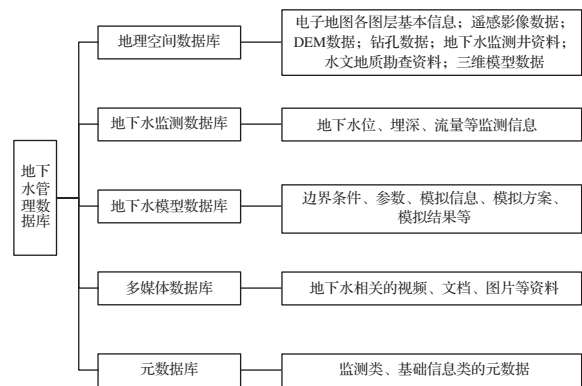 地理空间数据库
电子地图各图层基本信息；遥感影像数据；
DEM数据；钻孔数据；地下水监测井资料；
水文地质勘查资料；三维模型数据
地下水监测数据库
地下水位、埋深、流量等监测信息
地下
水管
理数
据库
地下水模型数据库
边界条件、参数、模拟信息、模拟方案、
模拟结果等
多媒体数据库
地下水相关的视频、文档、图片等资料
元数据库
监测类、基础信息类的元数据